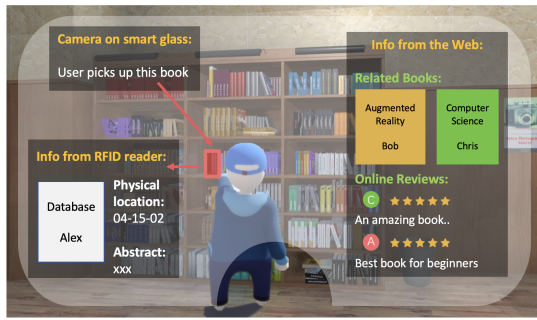 Camera on smart glass:
User picks up this book
Info from RFID reader:
Database
Alex
Physical
location:
04-15-02
Abstract:
xxx
Info from the Web:
Related Books:
Augmented
Reality
Bob
Computer
Science
Chris
Online Reviews:
C
An amazing book..
A
Best book for beginners